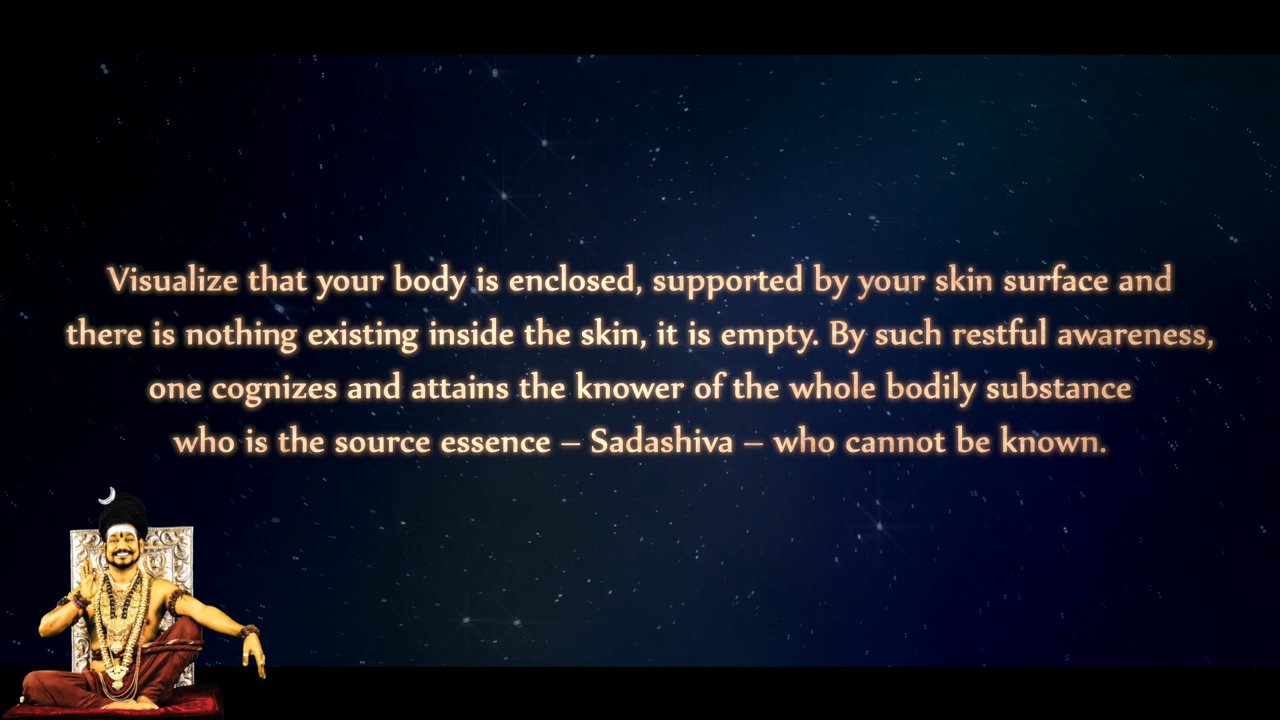 Visualize that your body is enclosed, supported by your skin surface and
there is nothing existing inside the skin, it is empty. By such restful awareness,
one cognizes and attains the knower of the whole bodily substance
who is the source essence – Sadashiva – who cannot be known.